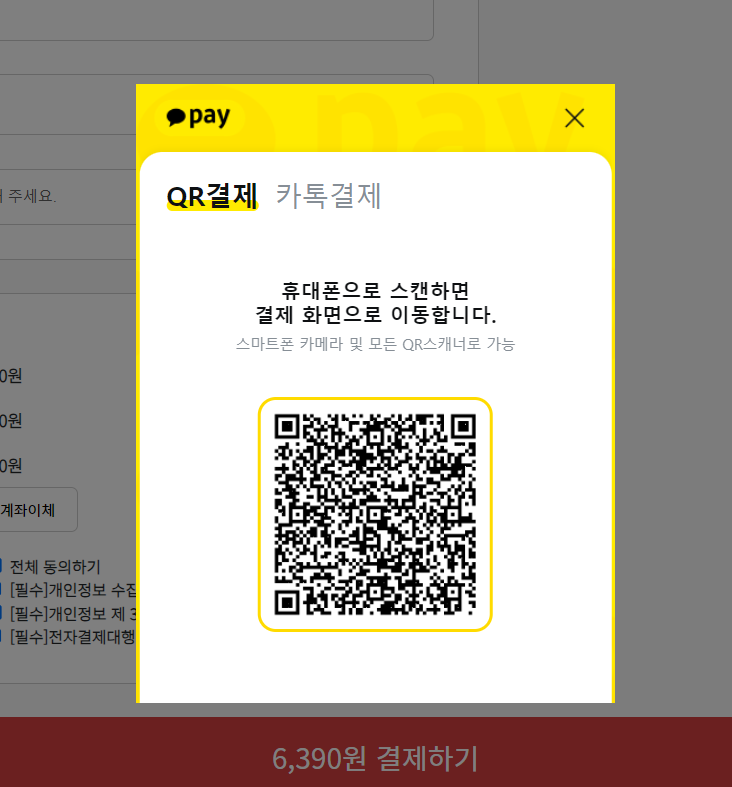 pay
QR결제 카톡결제
휴대폰으로 스캔하면
결제 화면으로 이동합니다.
스마트폰 카메라 및 모든 QR스캐너로 가능
주세요.
0원
0원
0원
계좌이체
전체 동의하기
[필수]개인정보 수집
[필수]개인정보 제 3
[필수]전자결제대행
6,390원 결제하기